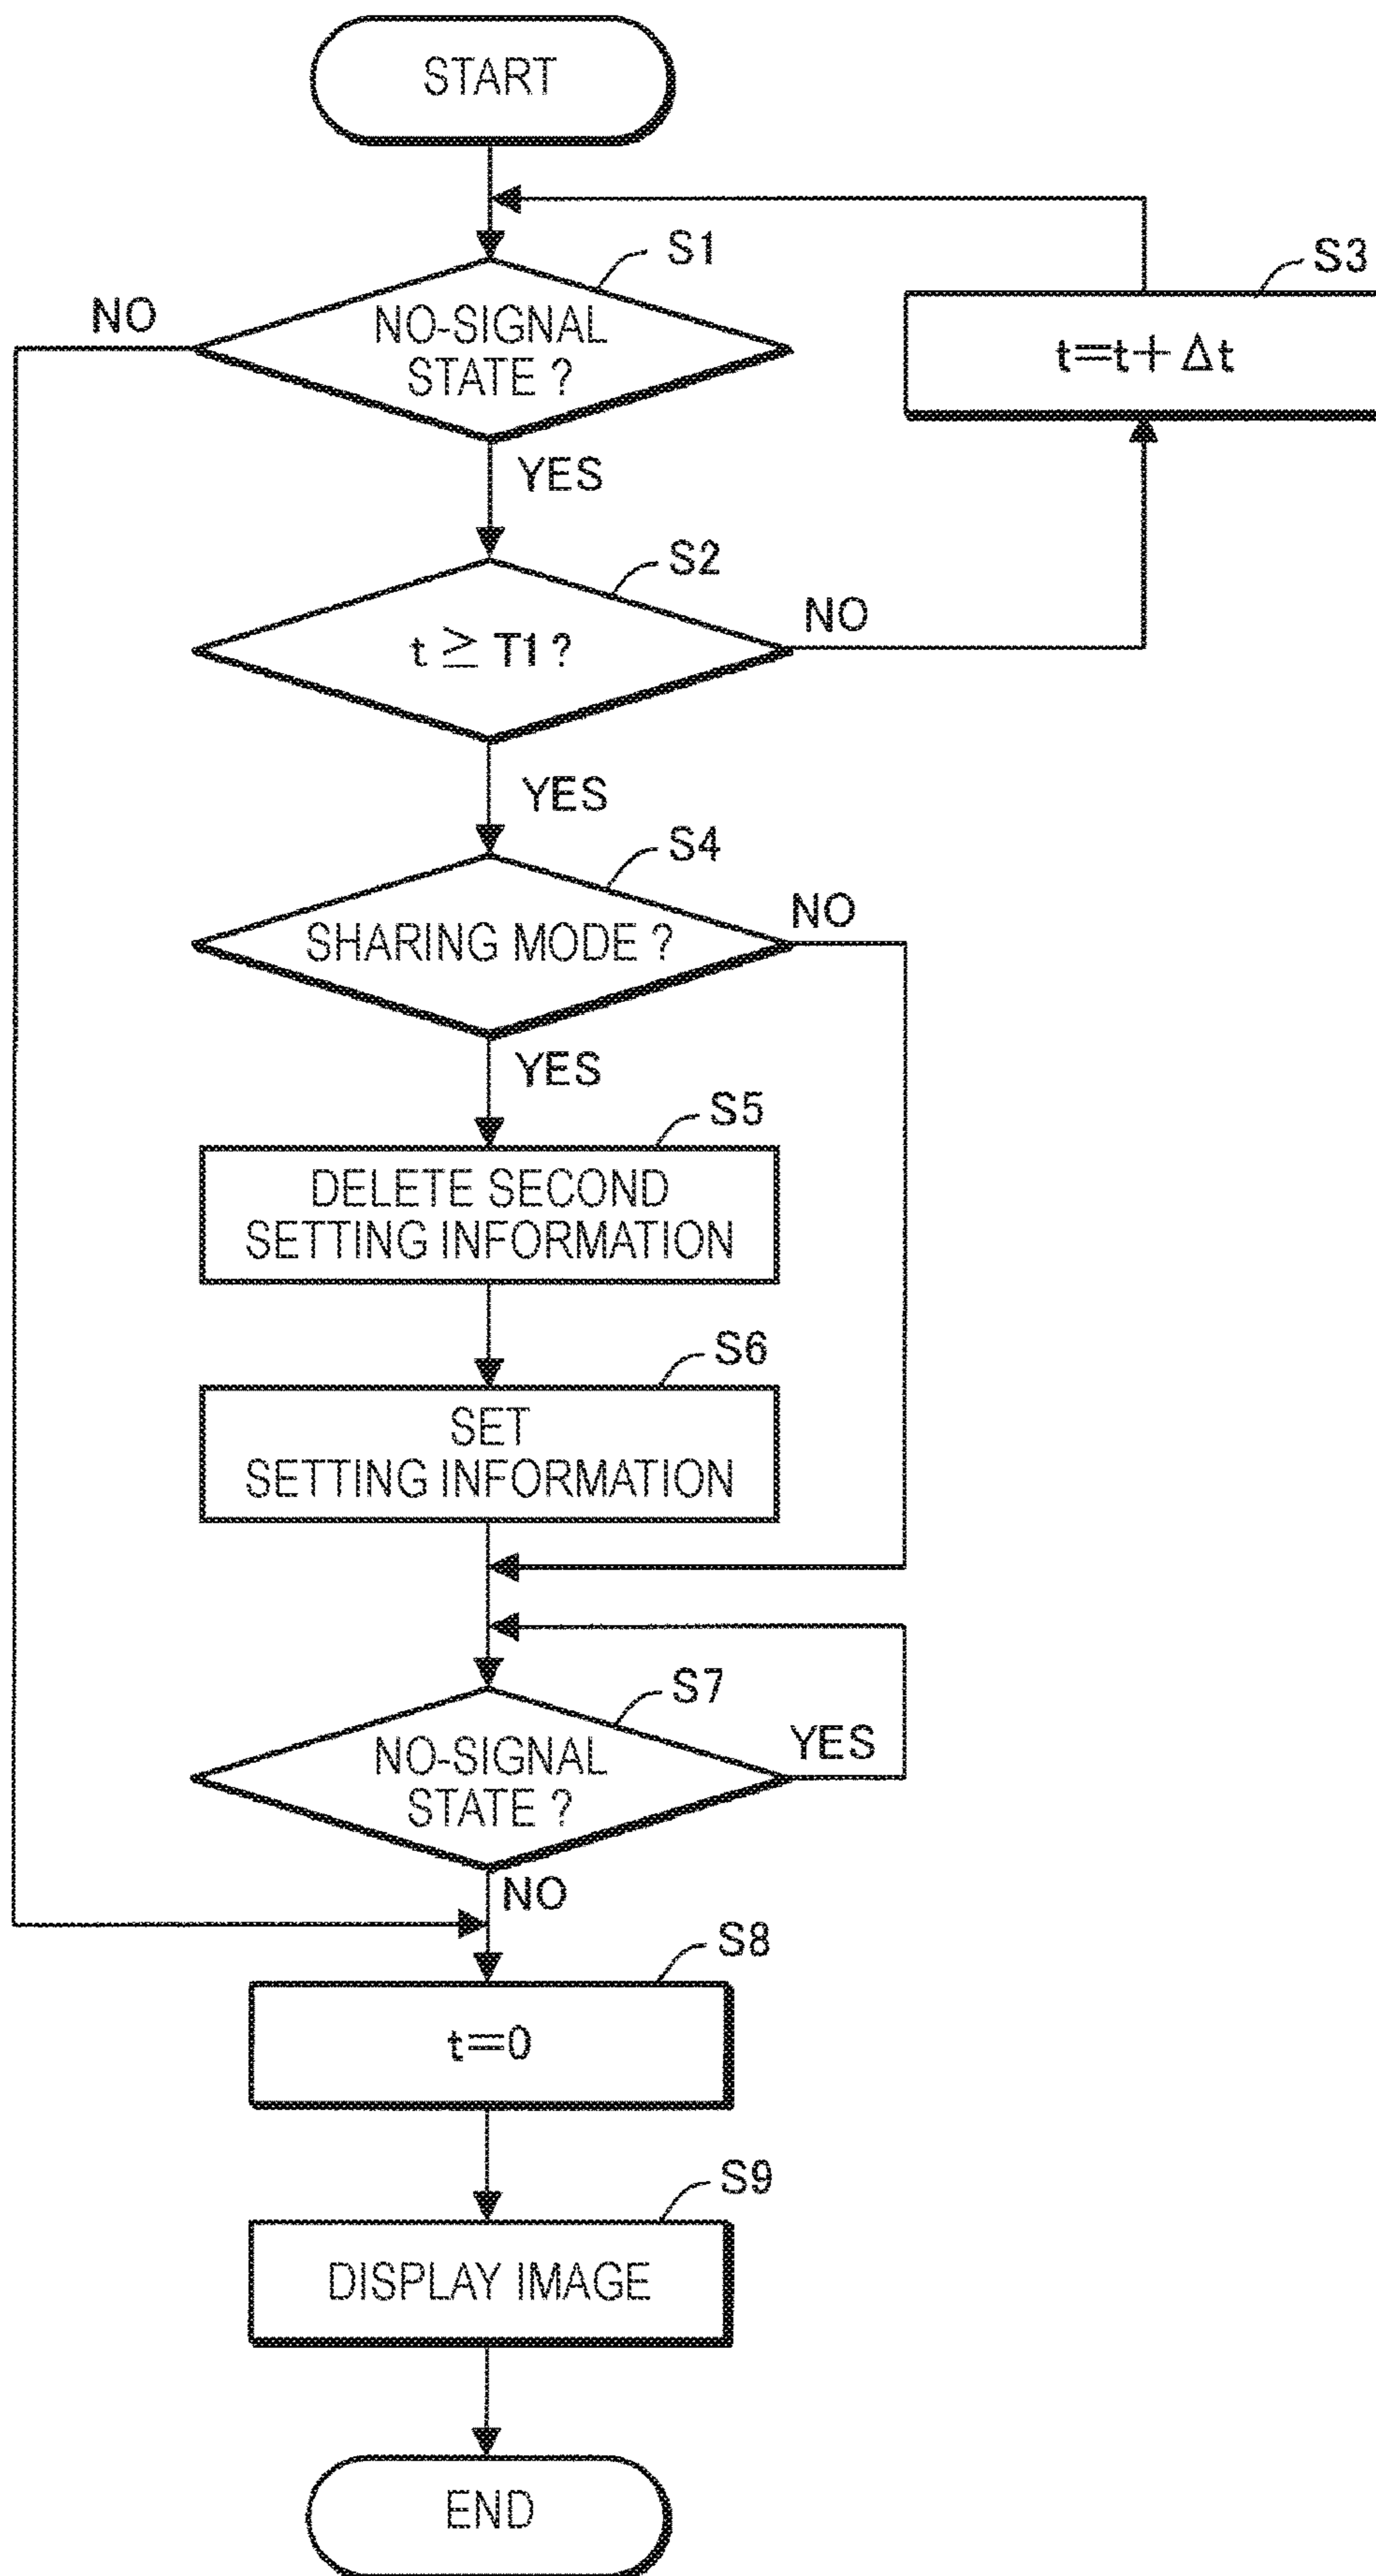 START
S1
NO-SIGNAL
STATE ?
NO
YES
S3
t=t+Δt
S2
t ≧ T1 ?
NO
YES
S4
SHARING MODE ?
NO
YES
S5
DELETE SECOND
SETTING INFORMATION
S6
SET
SETTING INFORMATION
S7
NO-SIGNAL
STATE ?
YES
NO
S8
t=0
S9
DISPLAY IMAGE
END